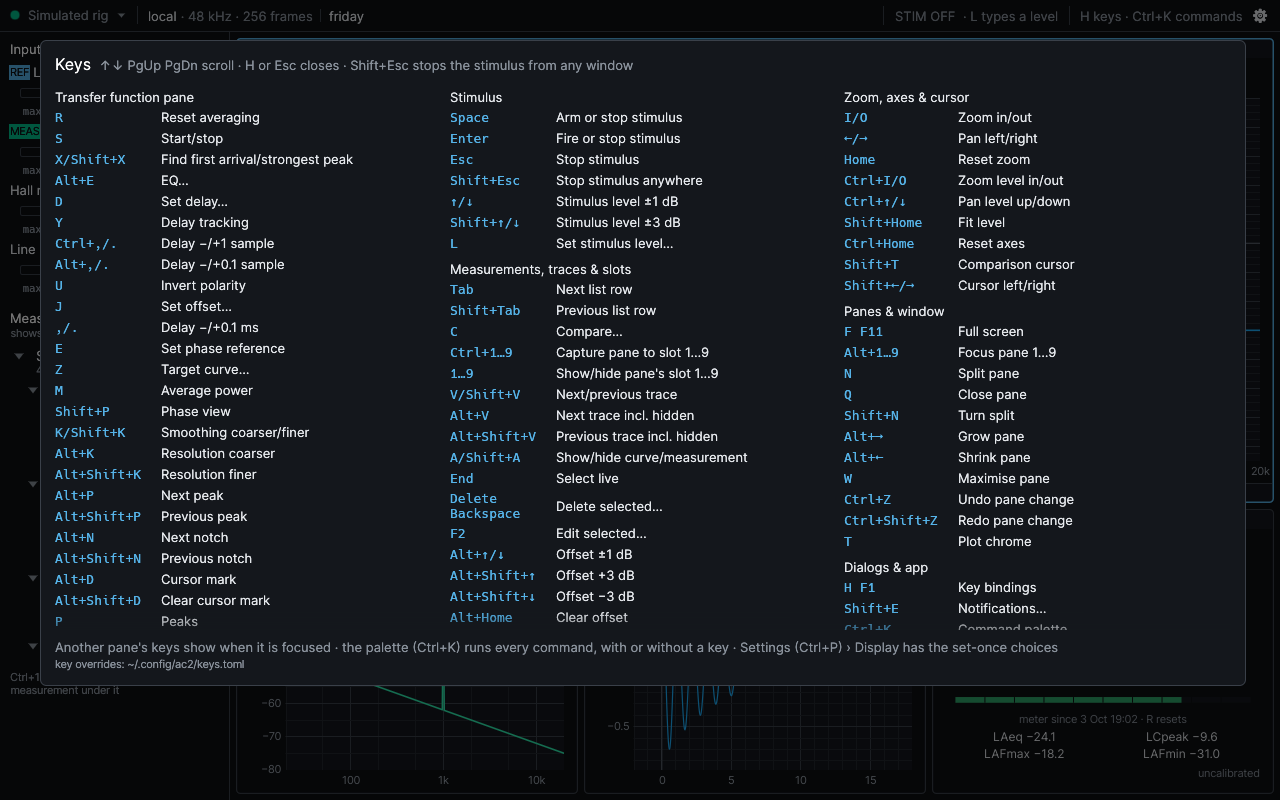 Simulated rig local · 48 kHz · 256 frames friday STIM OFF · L types a level H keys · Ctrl+K commands
Keys ↑↓ PgUp PgDn scroll · H or Esc closes · Shift+Esc stops the stimulus from any window
Transfer function pane
R Reset averaging
S Start/stop
X/Shift+X Find first arrival/strongest peak
Alt+E EQ...
D Set delay...
Y Delay tracking
Ctrl+,/. Delay −/+1 sample
Alt+,/. Delay −/+0.1 sample
U Invert polarity
J Set offset...
,/. Delay −/+0.1 ms
E Set phase reference
Z Target curve...
M Average power
Shift+P Phase view
K/Shift+K Smoothing coarser/finer
Alt+K Resolution coarser
Alt+Shift+K Resolution finer
Alt+P Next peak
Alt+Shift+P Previous peak
Alt+N Next notch
Alt+Shift+N Previous notch
Alt+D Cursor mark
Alt+Shift+D Clear cursor mark
P Peaks
Stimulus
Space Arm or stop stimulus
Enter Fire or stop stimulus
Esc Stop stimulus
Shift+Esc Stop stimulus anywhere
↑/↓ Stimulus level ±1 dB
Shift+↑/↓ Stimulus level ±3 dB
L Set stimulus level...
Measurements, traces & slots
Tab Next list row
Shift+Tab Previous list row
C Compare...
Ctrl+1…9 Capture pane to slot 1…9
1…9 Show/hide pane's slot 1…9
V/Shift+V Next/previous trace
Alt+V Next trace incl. hidden
Alt+Shift+V Previous trace incl. hidden
A/Shift+A Show/hide curve/measurement
End Select live
Delete Backspace Delete selected...
F2 Edit selected...
Alt+↑/↓ Offset ±1 dB
Alt+Shift+↑ Offset +3 dB
Alt+Shift+↓ Offset −3 dB
Alt+Home Clear offset
Zoom, axes & cursor
I/O Zoom in/out
←/→ Pan left/right
Home Reset zoom
Ctrl+I/O Zoom level in/out
Ctrl+↑/↓ Pan level up/down
Shift+Home Fit level
Ctrl+Home Reset axes
Shift+T Comparison cursor
Shift+←/→ Cursor left/right
Panes & window
F F11 Full screen
Alt+1…9 Focus pane 1…9
N Split pane
Q Close pane
Shift+N Turn split
Alt+→ Grow pane
Alt+← Shrink pane
W Maximise pane
Ctrl+Z Undo pane change
Ctrl+Shift+Z Redo pane change
T Plot chrome
Dialogs & app
H F1 Key bindings
Shift+E Notifications...
Ctrl+K Command palette
Another pane's keys show when it is focused · the palette (Ctrl+K) runs every command, with or without a key · Settings (Ctrl+P) › Display has the set-once choices
key overrides: ~/.config/ac2/keys.toml
Input
REF L
max
MEAS
max
Hall
max
Line
max
Meas
shows
Ctrl+1
measurement under it
20k
−60
−70
−80
100 1k 10k
−0.5
0 5 10 15
meter since 3 Oct 19:02 · R resets
LAeq −24.1 LCpeak −9.6
LAFmax −18.2 LAFmin −31.0
uncalibrated